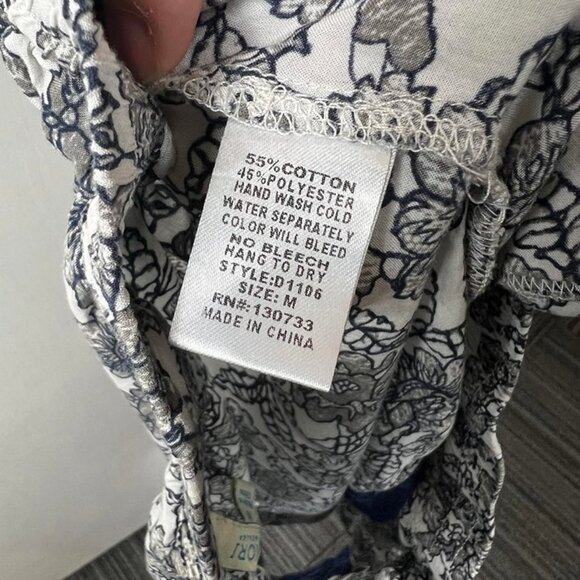 55%COTTON
45%POLYESTER
HAND WASH COLD
WATER SEPARATELY
COLOR WILL BLEED
NO BLEECH
HANG TO DRY
STYLE:D1106
SIZE: M
RN#:130733
MADE IN CHINA